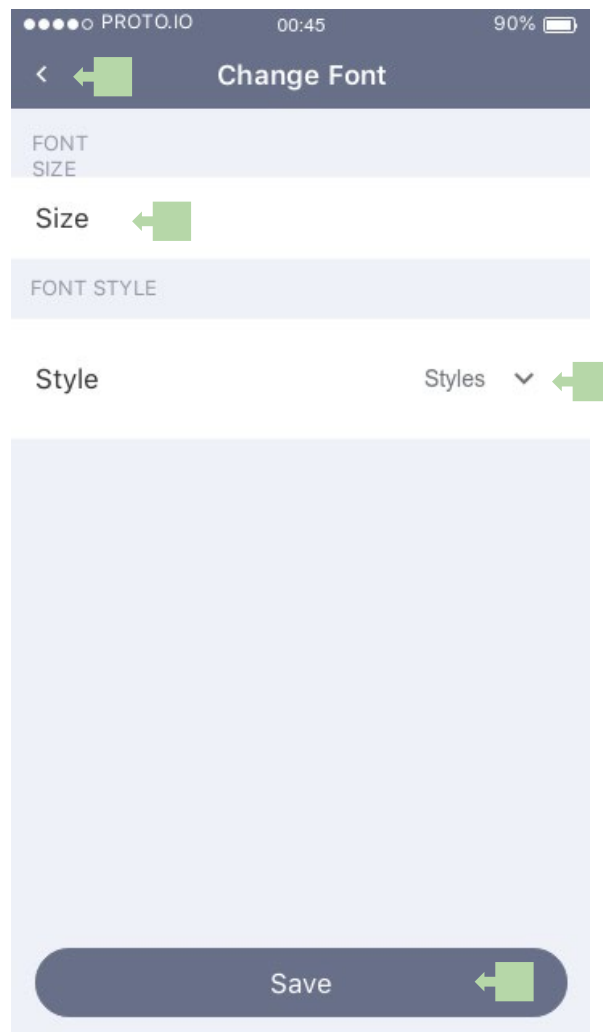 PROTO.IO 00:45 90%
Change Font
FONT
SIZE
Size
FONT STYLE
Style Styles
Save